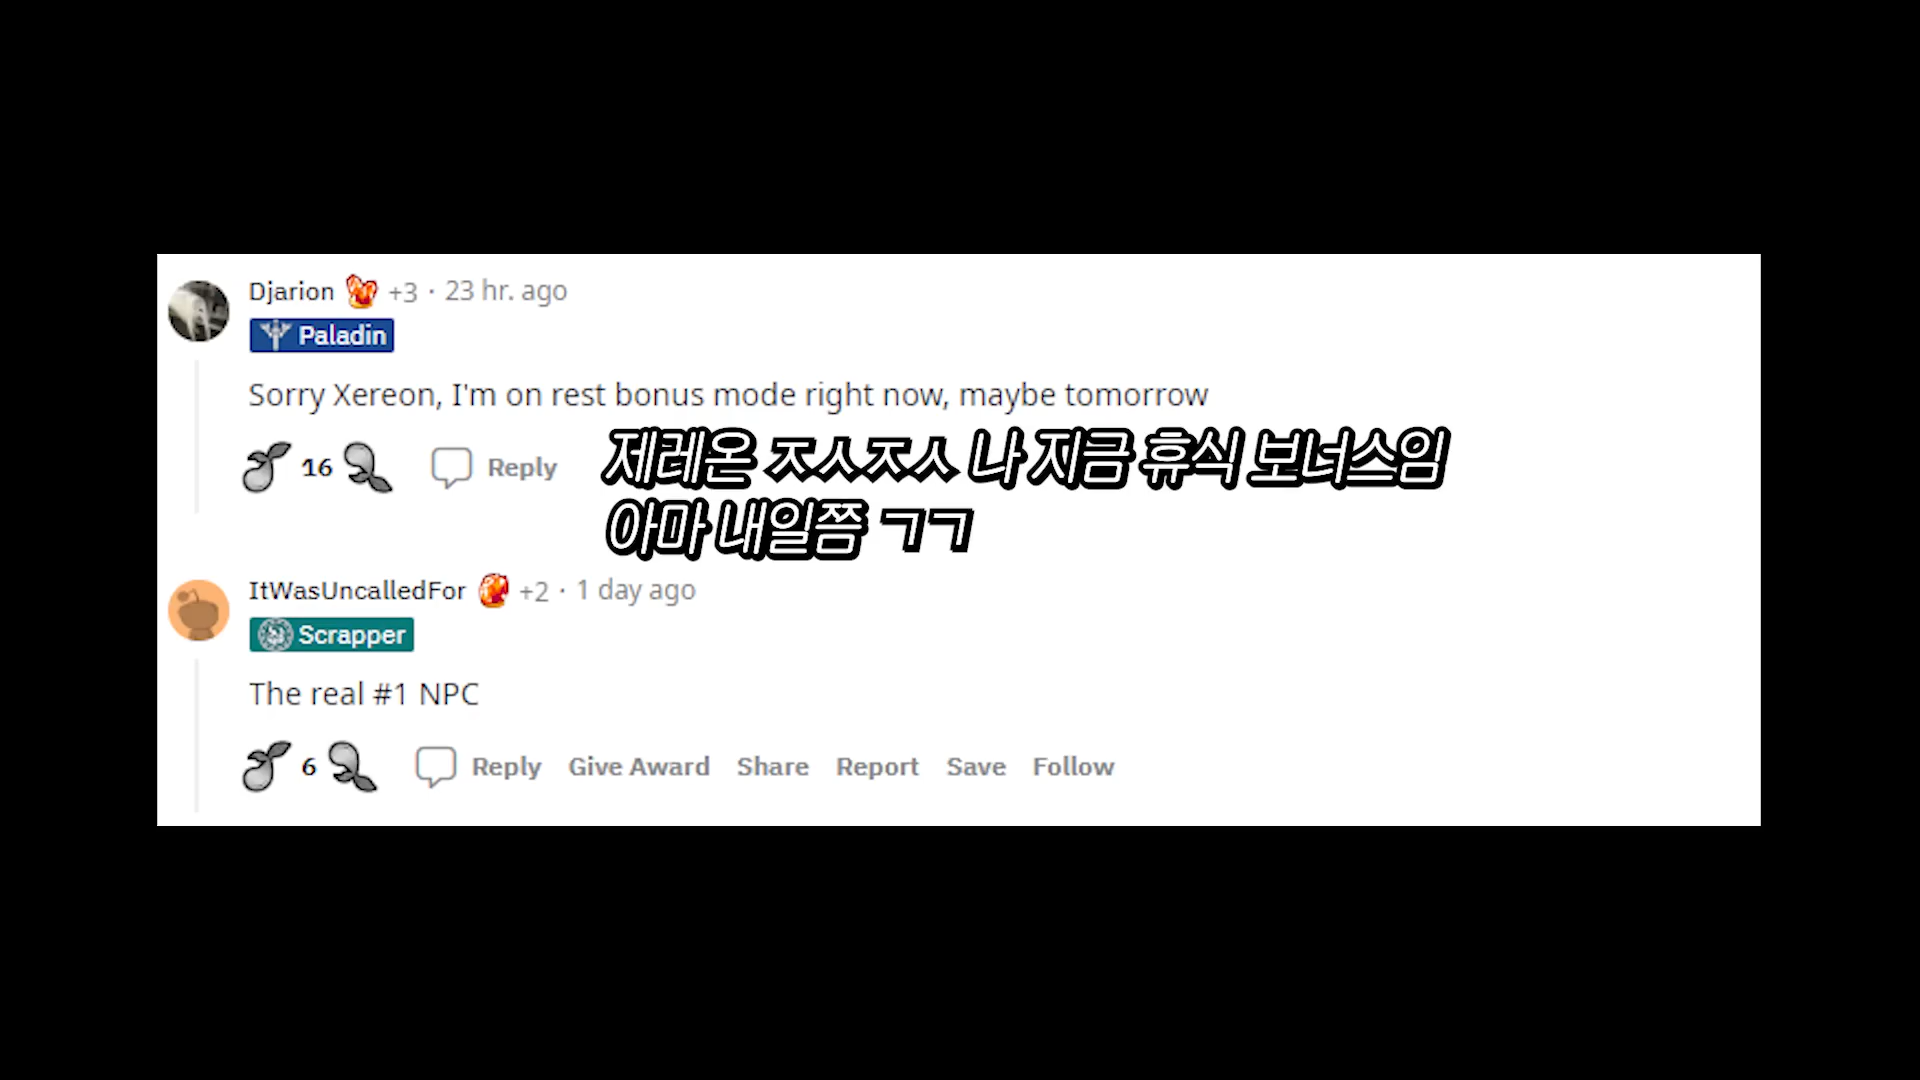 Djarion +3 · 23 hr. ago
Paladin
Sorry Xereon, I'm on rest bonus mode right now, maybe tomorrow
16 Reply
제레온 ㅈㅅㅈㅅ 나 지금 휴식 보너스임
아마 내일쯤 ㄱㄱ
ItWasUncalledFor +2 · 1 day ago
Scrapper
The real #1 NPC
6 Reply Give Award Share Report Save Follow